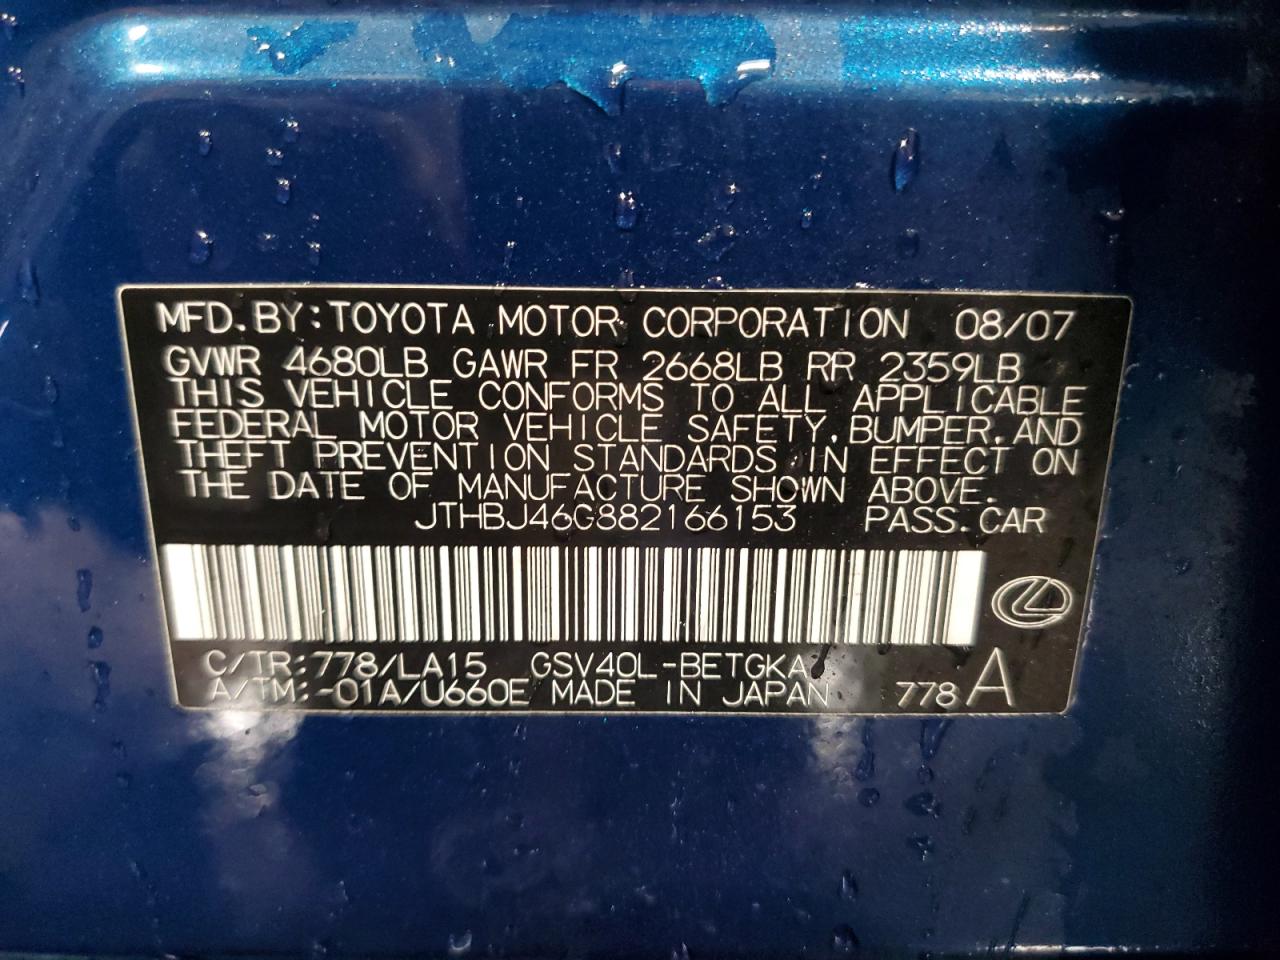 MFD.BY:TOYOTA MOTOR CORPORATION 08/07
GVWR 4680LB GAWR FR 2668LB RR 2359LB
THIS VEHICLE CONFORMS TO ALL APPLICABLE
FEDERAL MOTOR VEHICLE SAFETY,BUMPER,AND
THEFT PREVENTION STANDARDS IN EFFECT ON
THE DATE OF MANUFACTURE SHOWN ABOVE.
JTHBJ46G882166153 PASS.CAR
C/TR:778/LA15 GSV40L-BETGKA
A/TM:-01A/U660E MADE IN JAPAN 778 A